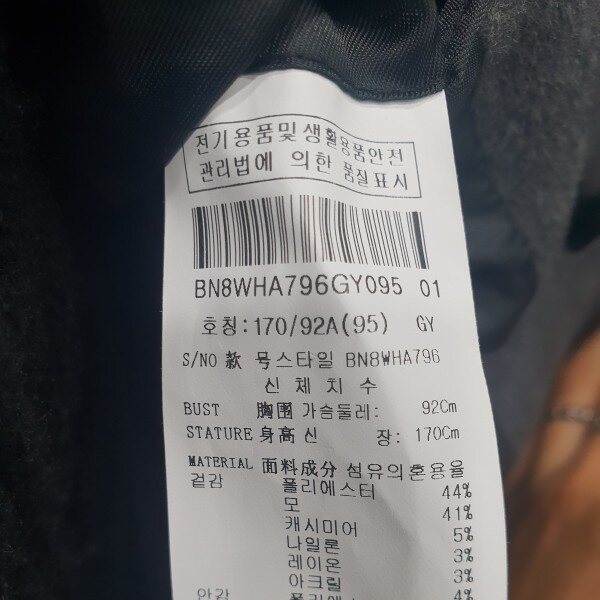 전기용품및생활용품안전
관리법에 의한 품질표시
BN8WHA796GY095 01
호칭:170/92A(95) GY
S/NO 款 号스타일 BN8WHA796
신체치수
BUST 胸围 가슴둘레: 92Cm
STATURE 身高 신 장: 170Cm
MATERIAL 面料成分 섬유의혼용율
겉감 폴리에스터 44%
모 41%
캐시미어 5%
나일론 3%
레이온 3%
아크릴 4%
안감